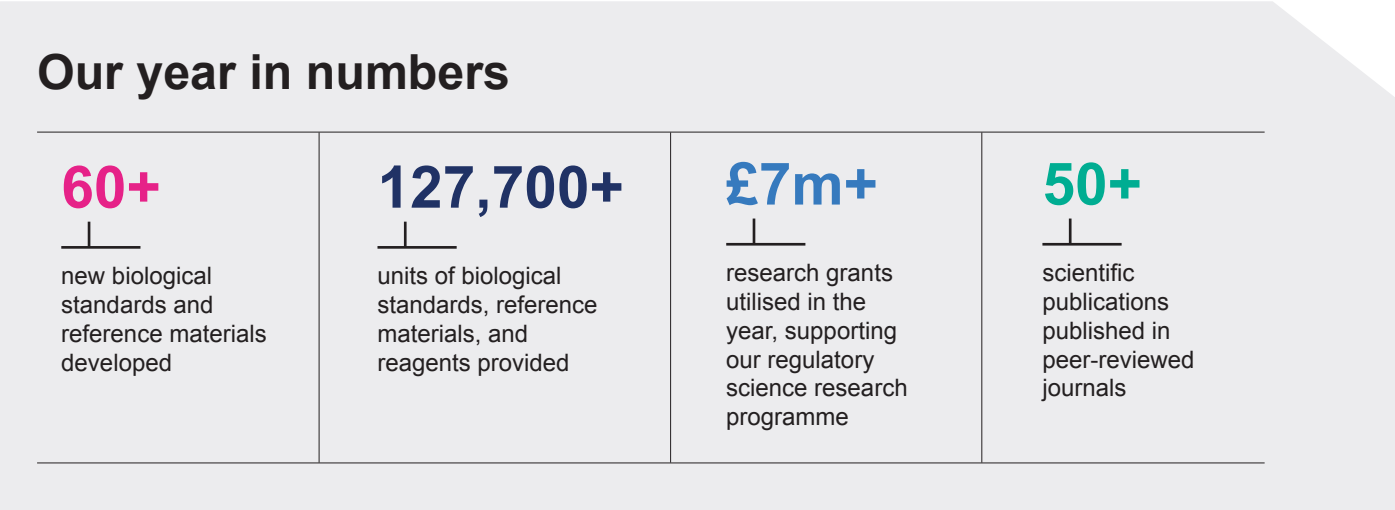 Our year in numbers
60+
new biological
standards and
reference materials
developed
127,700+
units of biological
standards, reference
materials, and
reagents provided
£7m+
research grants
utilised in the
year, supporting
our regulatory
science research
programme
50+
scientific
publications
published in
peer-reviewed
journals